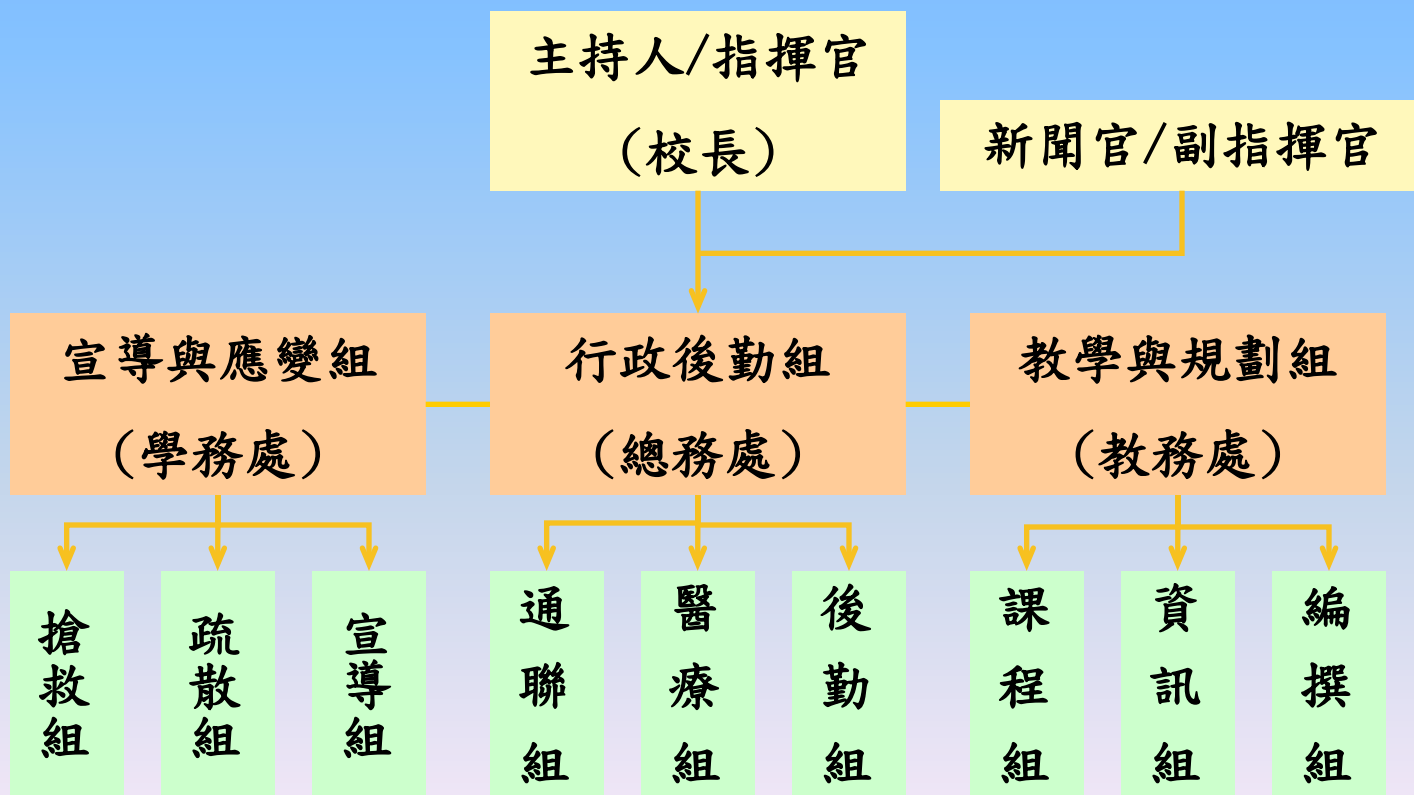 主持人/指揮官
(校長)
新聞官/副指揮官
宣導與應變組
(學務處)
行政後勤組
(總務處)
教學與規劃組
(教務處)
搶救組
疏散組
宣導組
通聯組
醫療組
後勤組
課程組
資訊組
編撰組